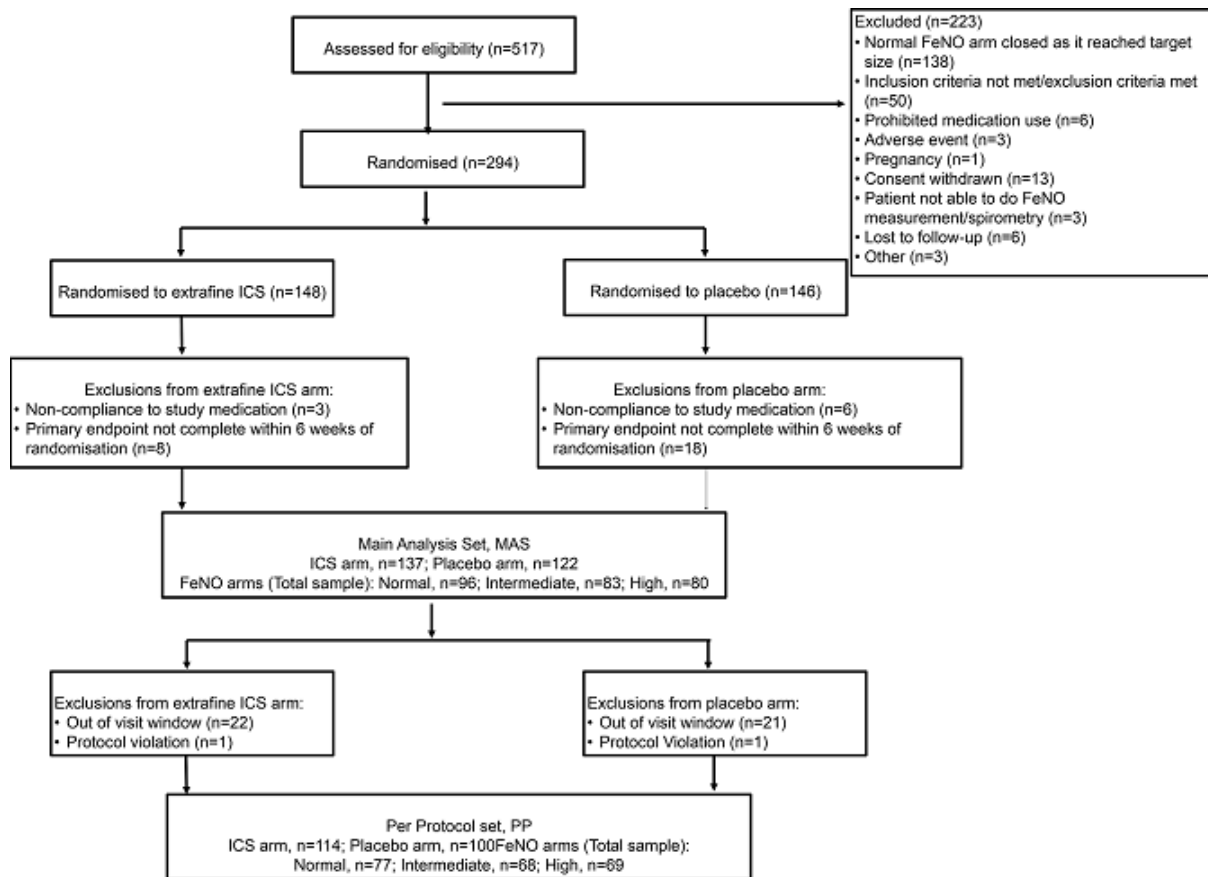 Assessed for eligibility (n=517)
Excluded (n=223)
• Normal FeNO arm closed as it reached target
size (n=138)
• Inclusion criteria not met/exclusion criteria met
(n=50)
• Prohibited medication use (n=6)
• Adverse event (n=3)
• Pregnancy (n=1)
• Consent withdrawn (n=13)
• Patient not able to do FeNO
measurement/spirometry (n=3)
• Lost to follow-up (n=6)
• Other (n=3)
Randomised (n=294)
Randomised to extrafine ICS (n=148)
Randomised to placebo (n=146)
Exclusions from extrafine ICS arm:
• Non-compliance to study medication (n=3)
• Primary endpoint not complete within 6 weeks of
randomisation (n=8)
Exclusions from placebo arm:
• Non-compliance to study medication (n=6)
• Primary endpoint not complete within 6 weeks of
randomisation (n=18)
Main Analysis Set, MAS
ICS arm, n=137; Placebo arm, n=122
FeNO arms (Total sample): Normal, n=96; Intermediate, n=83; High, n=80
Exclusions from extrafine ICS arm:
• Out of visit window (n=22)
• Protocol violation (n=1)
Exclusions from placebo arm:
• Out of visit window (n=21)
• Protocol Violation (n=1)
Per Protocol set, PP
ICS arm, n=114; Placebo arm, n=100FeNO arms (Total sample):
Normal, n=77; Intermediate, n=68; High, n=69